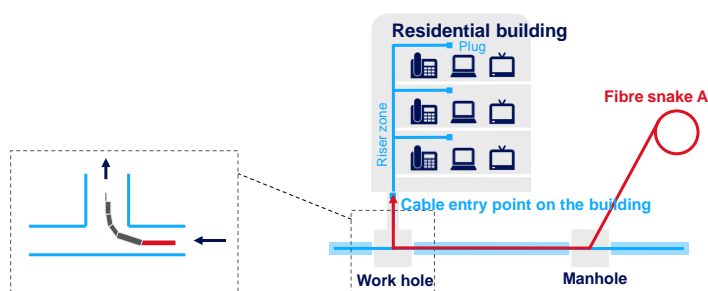 Residential building
Plug
Riser zone
Fibre snake A
Cable entry point on the building
Work hole
Manhole